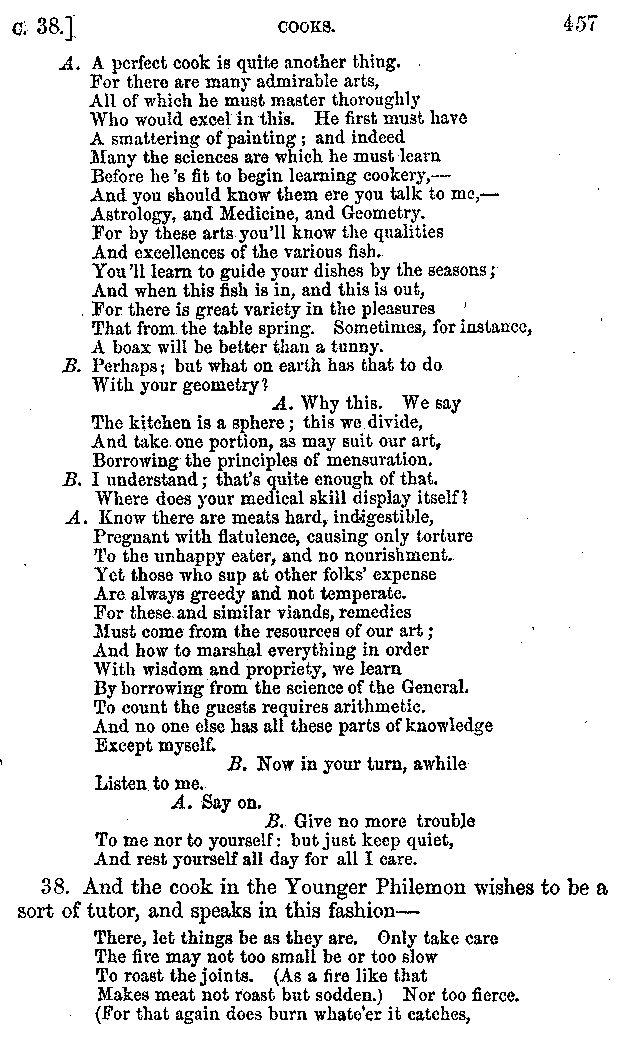 C. 38.] COOKS. 457
A. A perfect cook is quite another thing.
For there are many admirable arts,
All of which he must master thoroughly
Who would excel in this. He first must have
A smattering of painting; and indeed
Many the sciences are which he must learn
Before he's fit to begin learning cookery,—
And you should know them ere you talk to me,—
Astrology, and Medicine, and Geometry.
For by these arts you'll know the qualities
And excellences of the various fish.
You'll learn to guide your dishes by the seasons;
And when this fish is in, and this is out,
For there is great variety in the pleasures
That from the table spring. Sometimes, for instance,
A boax will be better than a tunny.
B. Perhaps; but what on earth has that to do
With your geometry?
A. Why this. We say
The kitchen is a sphere; this we divide,
And take one portion, as may suit our art,
Borrowing the principles of mensuration.
B. I understand; that's quite enough of that.
Where does your medical skill display itself?
A. Know there are meats hard, indigestible,
Pregnant with flatulence, causing only torture
To the unhappy eater, and no nourishment.
Yet those who sup at other folks' expense
Are always greedy and not temperate.
For these and similar viands, remedies
Must come from the resources of our art;
And how to marshal everything in order
With wisdom and propriety, we learn
By borrowing from the science of the General.
To count the guests requires arithmetic.
And no one else has all these parts of knowledge
Except myself.
B. Now in your turn, awhile
Listen to me.
A. Say on.
B. Give no more trouble
To me nor to yourself: but just keep quiet,
And rest yourself all day for all I care.
38. And the cook in the Younger Philemon wishes to be a
sort of tutor, and speaks in this fashion—
There, let things be as they are. Only take care
The fire may not too small be or too slow
To roast the joints. (As a fire like that
Makes meat not roast but sodden.) Nor too fierce.
(For that again does burn whate'er it catches,